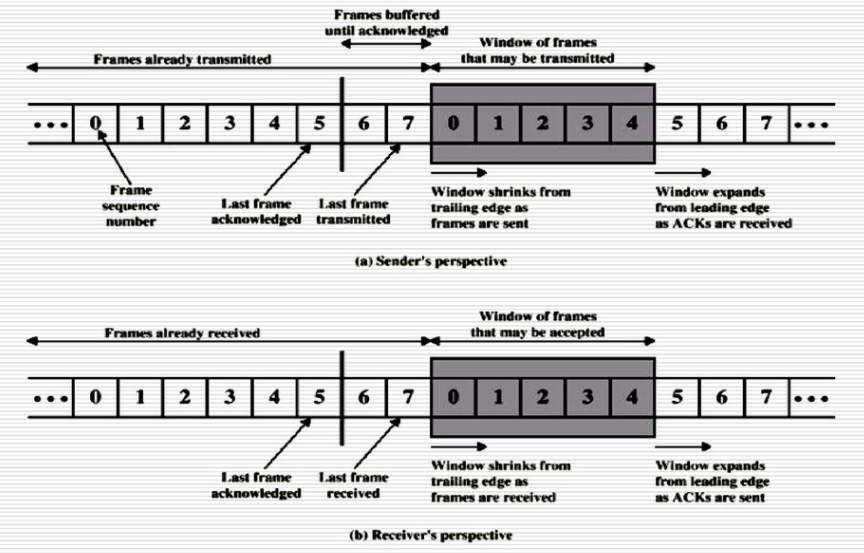 Frames buffered
until acknowledged
Window of frames
that may be transmitted
Frames already transmitted
••• 0 1 2 3 4 5 6 7 0 1 2 3 4 5 6 7 •••
Frame
sequence
number
Last frame
acknowledged
Last frame
transmitted
Window shrinks from
trailing edge as
frames are sent
Window expands
from leading edge
as ACKs are received
(a) Sender's perspective
Window of frames
that may be accepted
Frames already received
••• 0 1 2 3 4 5 6 7 0 1 2 3 4 5 6 7 •••
Last frame
acknowledged
Last frame
received
Window shrinks from
trailing edge as
frames are received
Window expands
from leading edge
as ACKs are sent
(b) Receiver's perspective